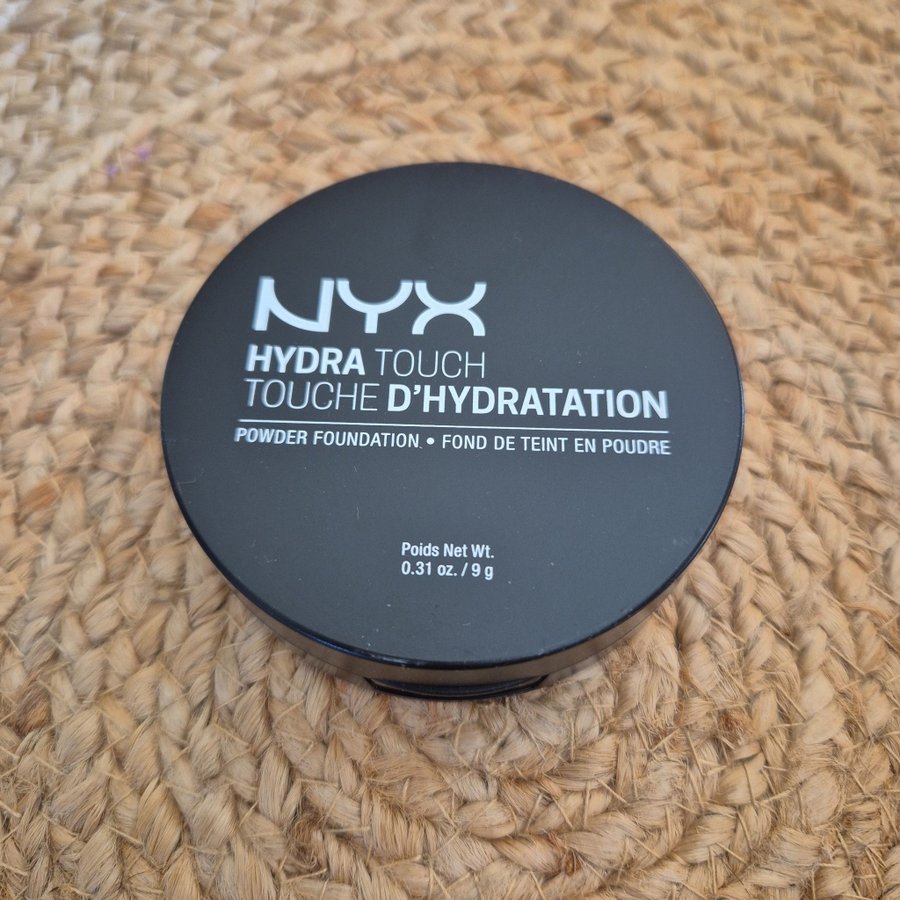 NYX
HYDRA TOUCH
TOUCHE D'HYDRATATION
POWDER FOUNDATION • FOND DE TEINT EN POUDRE
Poids Net Wt.
0.31 oz. / 9 g